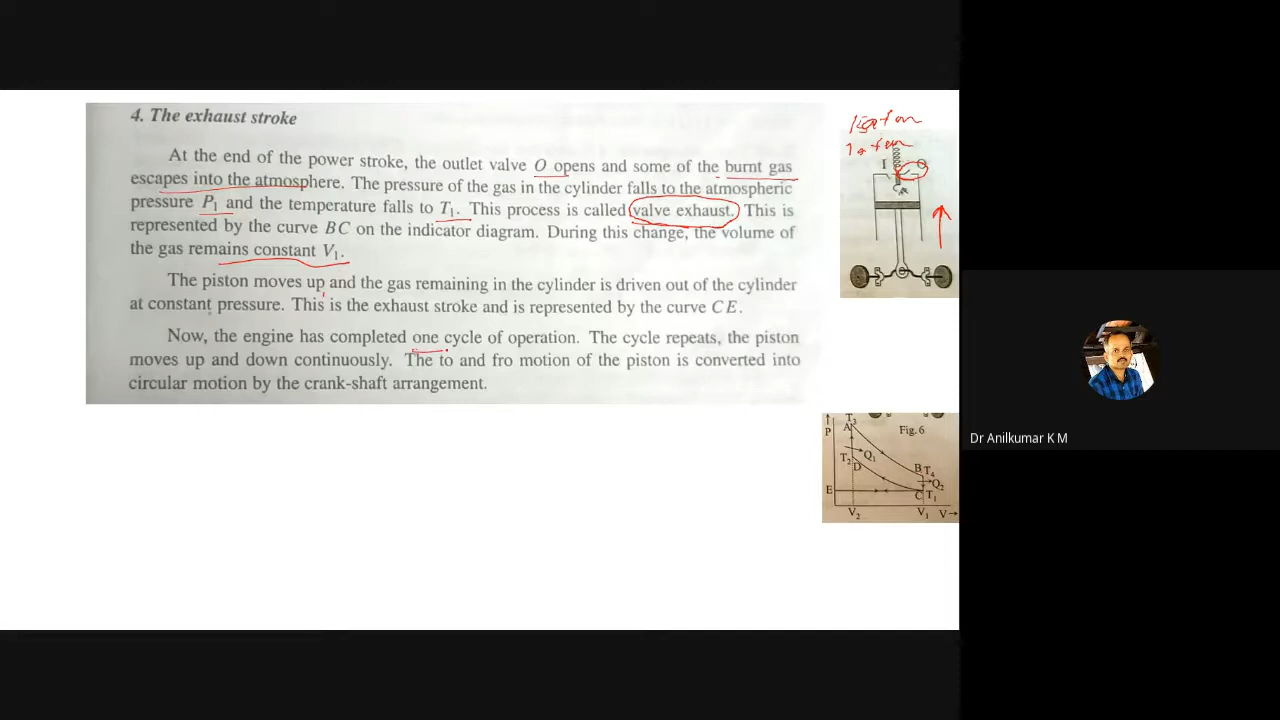 4. The exhaust stroke
At the end of the power stroke, the outlet valve O opens and some of the burnt gas
escapes into the atmosphere. The pressure of the gas in the cylinder falls to the atmospheric
pressure P₁ and the temperature falls to T₁. This process is called valve exhaust. This is
represented by the curve BC on the indicator diagram. During this change, the volume of
the gas remains constant V₁.
The piston moves up and the gas remaining in the cylinder is driven out of the cylinder
at constant pressure. This is the exhaust stroke and is represented by the curve CE.
Now, the engine has completed one cycle of operation. The cycle repeats, the piston
moves up and down continuously. The to and fro motion of the piston is converted into
circular motion by the crank-shaft arrangement.
I O
Dr Anilkumar K M
T₃
P A Fig. 6
T₂ Q₁
D B T₄
Q₂
E C T₁
V₂ V₁ V→